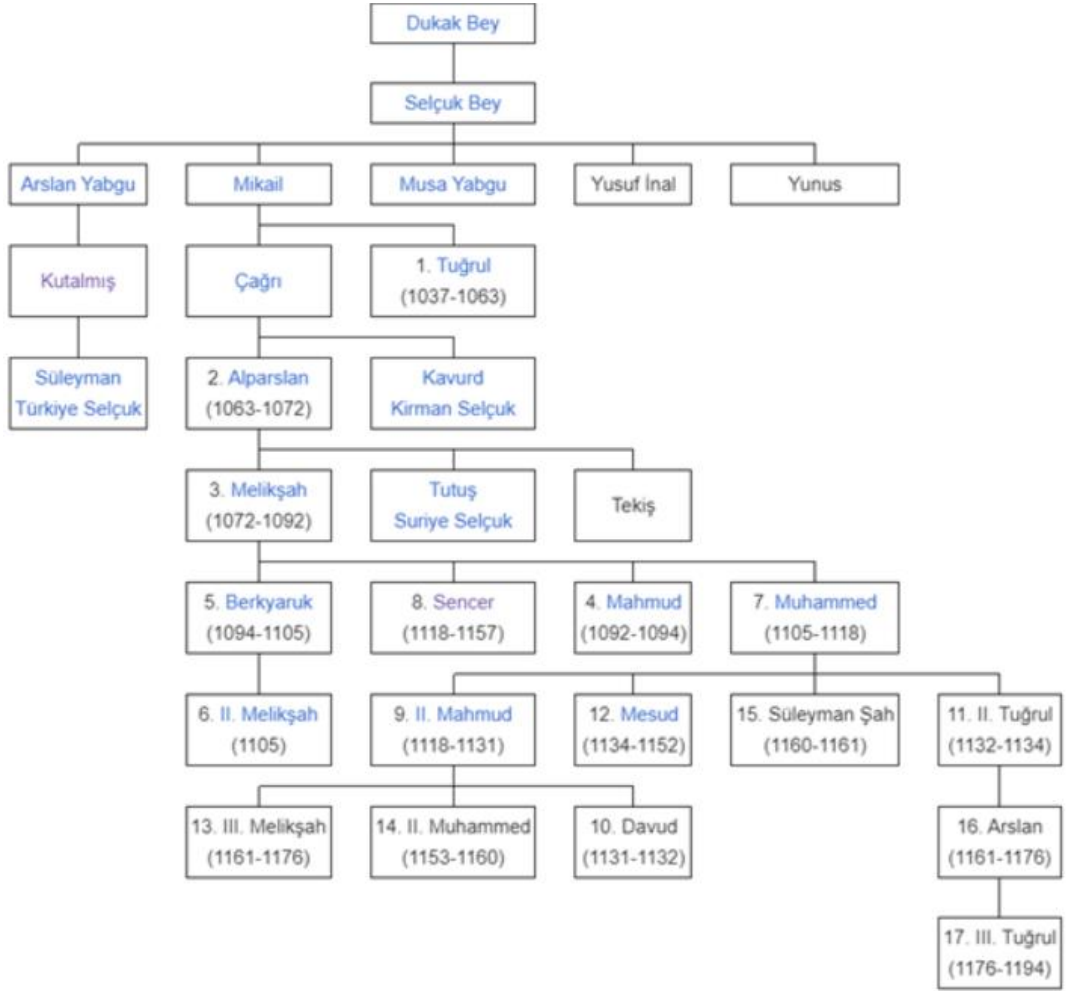 Dukak Bey
Selçuk Bey
Arslan Yabgu
Mikail
Musa Yabgu
Yusuf İnal
Yunus
Kutalmış
Çağrı
1. Tuğrul
(1037-1063)
Süleyman
Türkiye Selçuk
2. Alparslan
(1063-1072)
Kavurd
Kirman Selçuk
3. Melikşah
(1072-1092)
Tutuş
Suriye Selçuk
Tekiş
5. Berkyaruk
(1094-1105)
8. Sencer
(1118-1157)
4. Mahmud
(1092-1094)
7. Muhammed
(1105-1118)
6. II. Melikşah
(1105)
9. II. Mahmud
(1118-1131)
12. Mesud
(1134-1152)
15. Süleyman Şah
(1160-1161)
11. II. Tuğrul
(1132-1134)
13. III. Melikşah
(1161-1176)
14. II. Muhammed
(1153-1160)
10. Davud
(1131-1132)
16. Arslan
(1161-1176)
17. III. Tuğrul
(1176-1194)